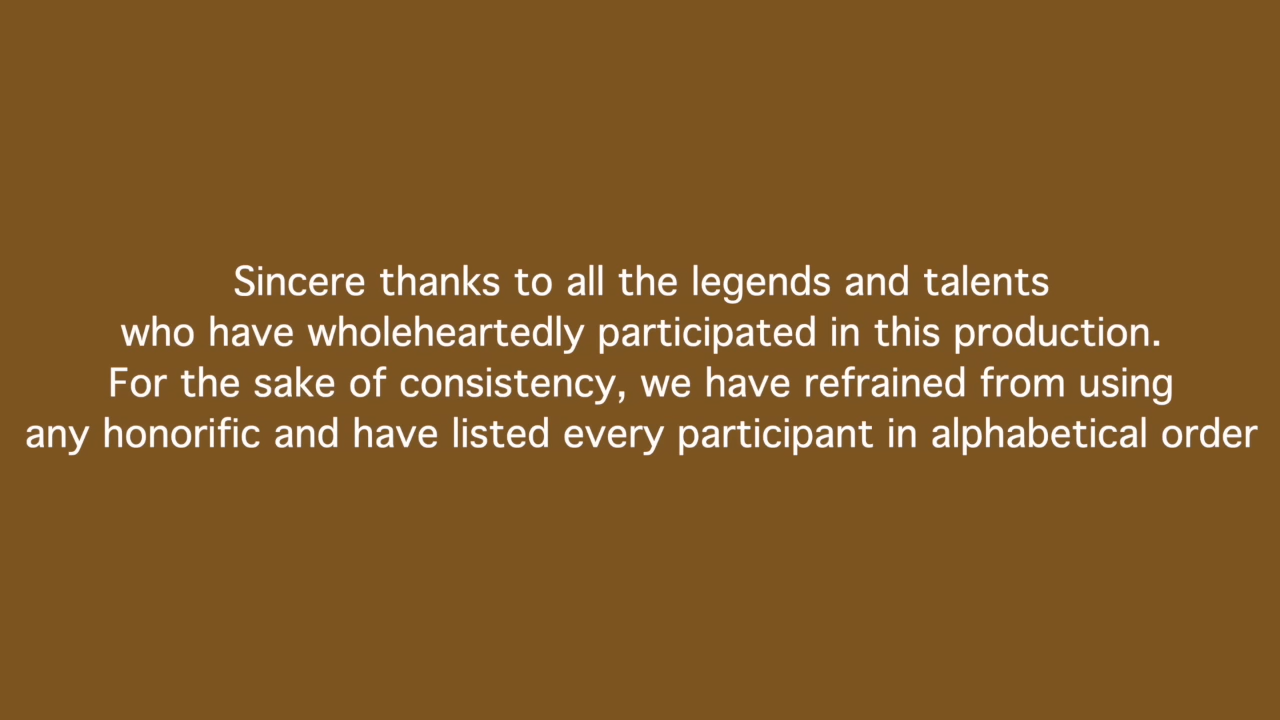 Sincere thanks to all the legends and talents
who have wholeheartedly participated in this production.
For the sake of consistency, we have refrained from using
any honorific and have listed every participant in alphabetical order